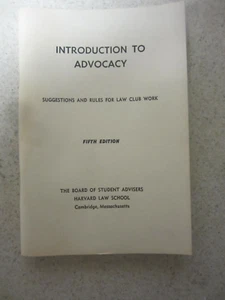 INTRODUCTION TO
ADVOCACY
SUGGESTIONS AND RULES FOR LAW CLUB WORK
FIFTH EDITION
THE BOARD OF STUDENT ADVISERS
HARVARD LAW SCHOOL
Cambridge, Massachusetts